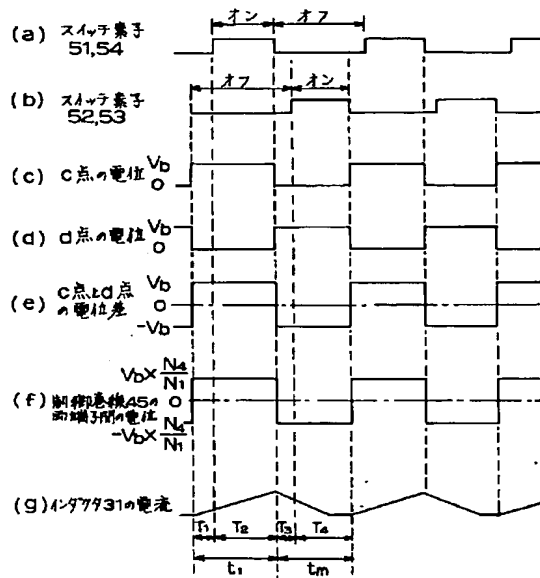 オン オフ
(a) スイッチ素子
51,54
オフ オン
(b) スイッチ素子
52,53
(c) C点の電位 Vb
0
(d) d点の電位 Vb
0
(e) C点とd点の電位差 Vb
0
-Vb
Vb×N4/N1
(f) 制御巻線45の両端子間の電位 0
-Vb×N4/N1
(g) インダクタ31の電流
T1 T2 T3 T4
t1 tm